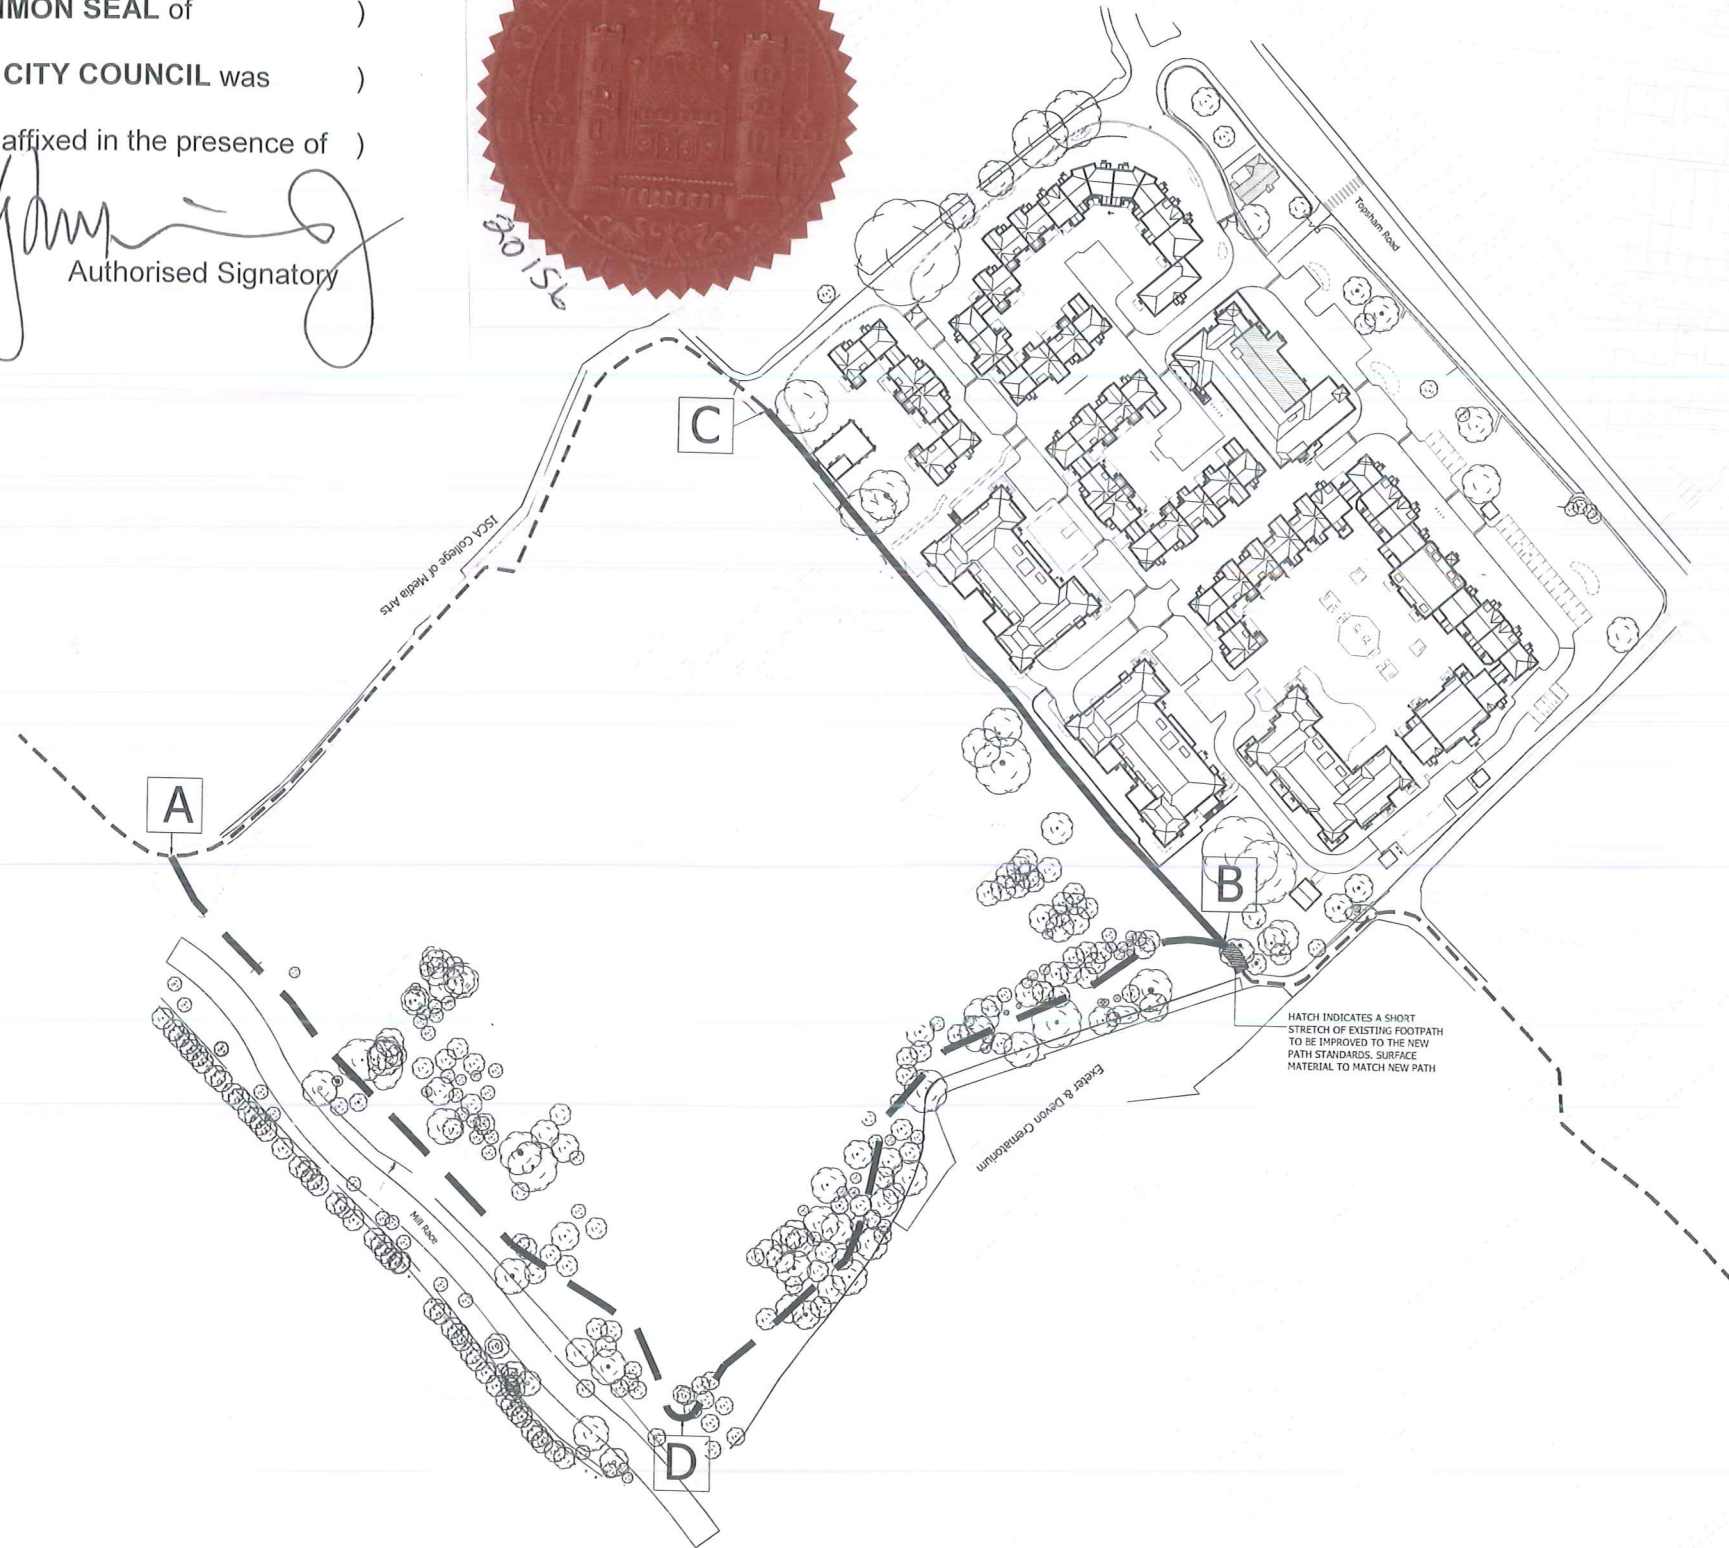 MON SEAL of )
CITY COUNCIL was )
affixed in the presence of )
Authorised Signatory
20156
Topsham Road
C
ISCA College of Media Arts
A
B
HATCH INDICATES A SHORT
STRETCH OF EXISTING FOOTPATH
TO BE IMPROVED TO THE NEW
PATH STANDARDS. SURFACE
MATERIAL TO MATCH NEW PATH
Exeter & Devon Crematorium
Mill Race
D